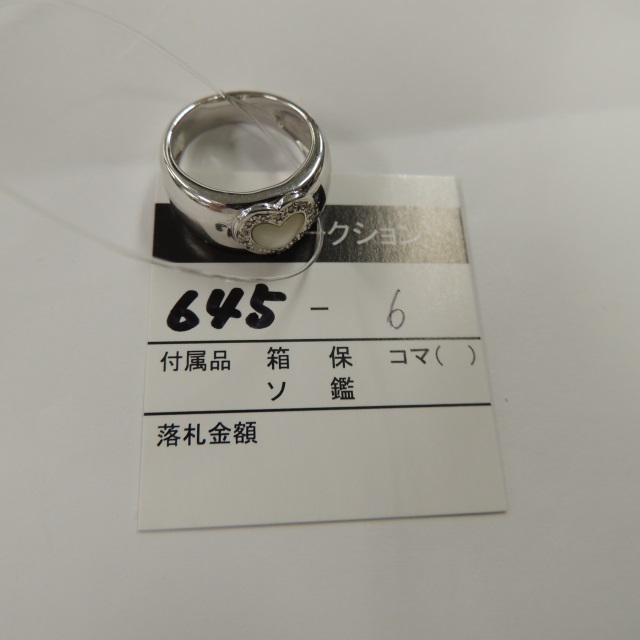 クション
645 - 6
付属品 箱 保 コマ( )
ソ 鑑
落札金額